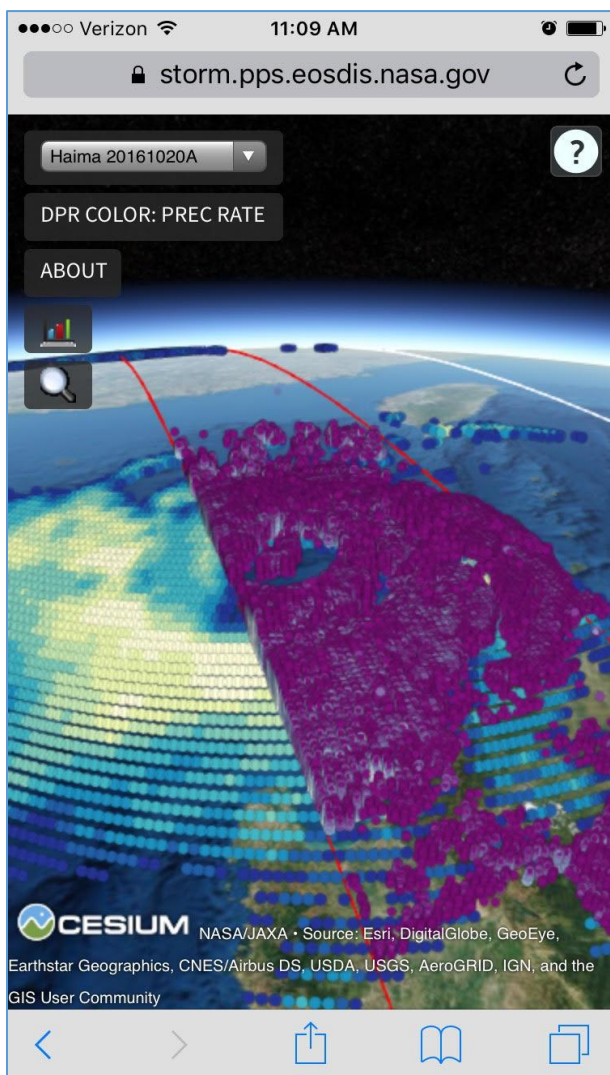 ●●●○○ Verizon 11:09 AM
storm.pps.eosdis.nasa.gov
Haima 20161020A
?
DPR COLOR: PREC RATE
ABOUT
CESIUM NASA/JAXA • Source: Esri, DigitalGlobe, GeoEye,
Earthstar Geographics, CNES/Airbus DS, USDA, USGS, AeroGRID, IGN, and the
GIS User Community